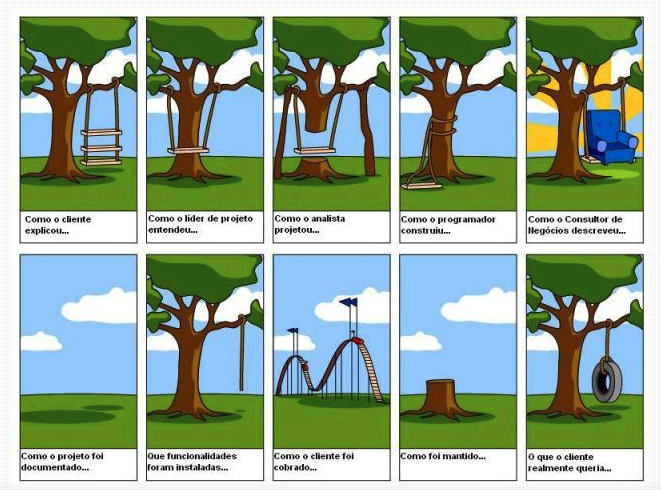 Como o cliente
explicou...
Como o líder de projeto
entendeu...
Como o analista
projetou...
Como o programador
construiu...
Como o Consultor de
Negócios descreveu...
Como o projeto foi
documentado...
Que funcionalidades
foram instaladas...
Como o cliente foi
cobrado...
Como foi mantido...
O que o cliente
realmente queria...